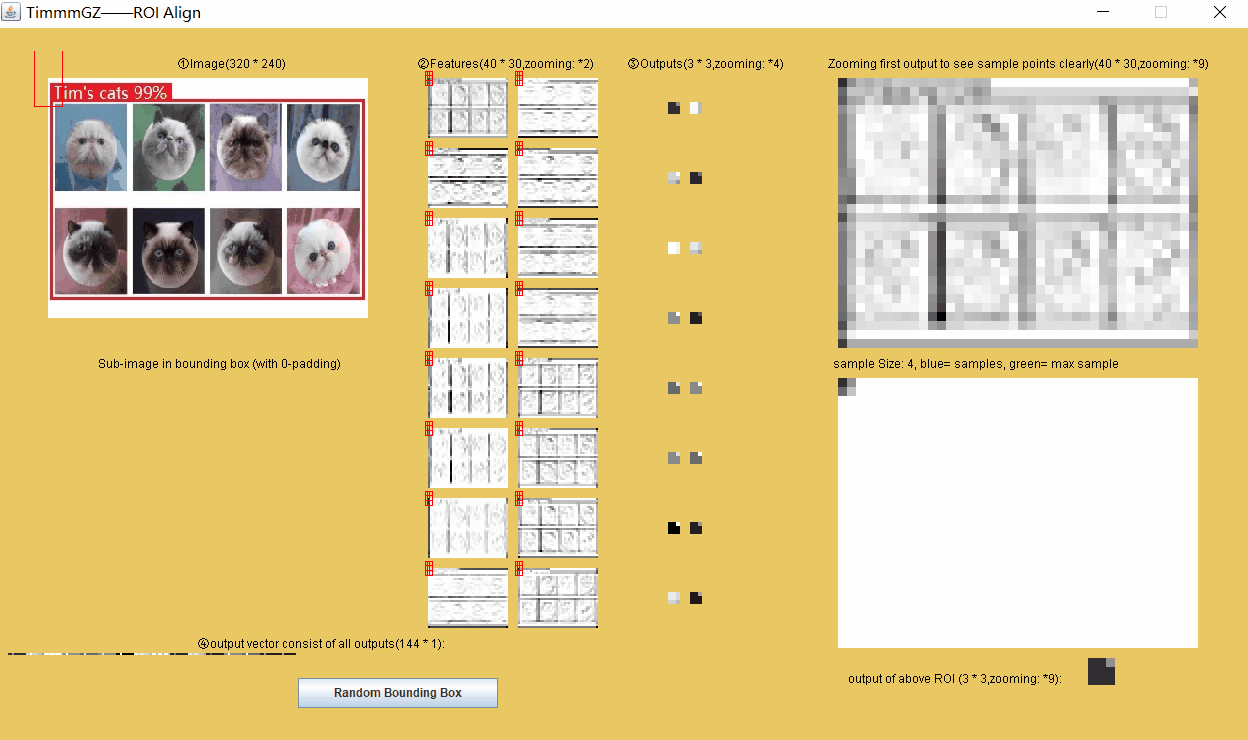 TimmmGZ——ROI Align
①Image(320 * 240)
②Features(40 * 30,zooming: *2)
③Outputs(3 * 3,zooming: *4)
Zooming first output to see sample points clearly(40 * 30,zooming: *9)
Tim's cats 99%
Sub-image in bounding box (with 0-padding)
sample Size: 4, blue= samples, green= max sample
④output vector consist of all outputs(144 * 1):
output of above ROI (3 * 3,zooming: *9):
Random Bounding Box